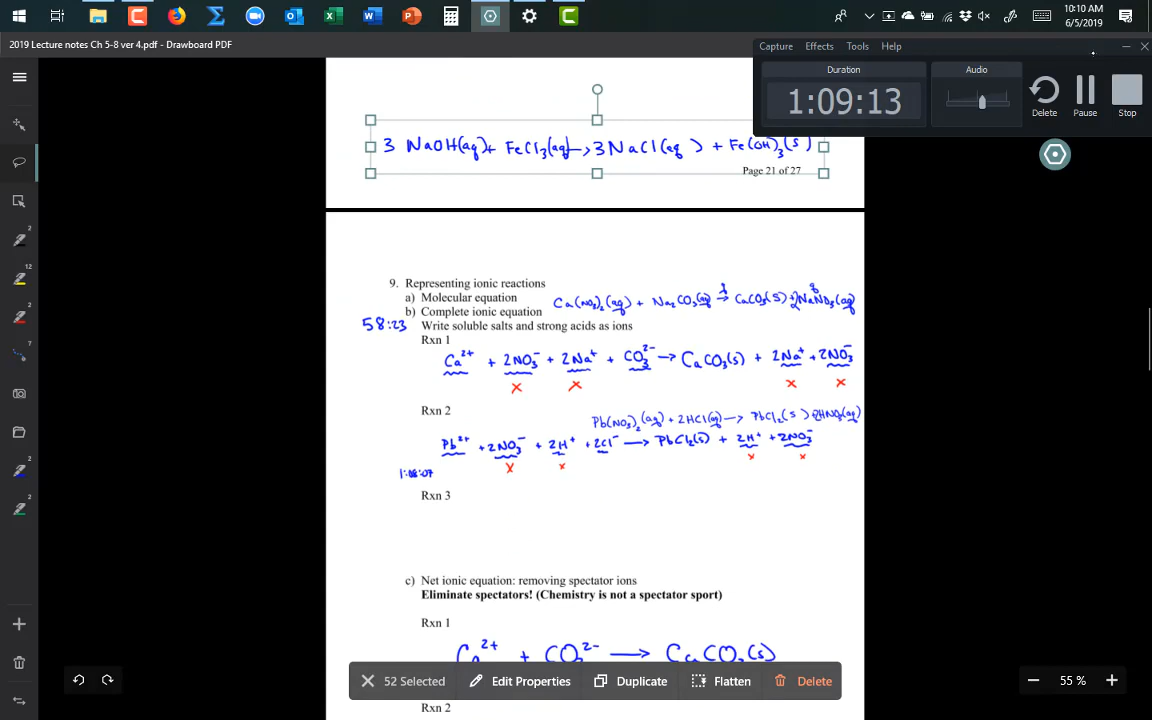 10:10 AM
6/5/2019
2019 Lecture notes Ch 5-8 ver 4.pdf - Drawboard PDF
Capture Effects Tools Help
Duration Audio
1:09:13
Delete Pause Stop
3 NaOH(aq) + FeCl₃(aq) → 3 NaCl(aq) + Fe(OH)₃(s)
Page 21 of 27
9. Representing ionic reactions
a) Molecular equation Ca(NO₃)₂(aq) + Na₂CO₃(aq) → CaCO₃(s) + 2NaNO₃(aq)
b) Complete ionic equation
58:23 Write soluble salts and strong acids as ions
Rxn 1
Ca²⁺ + 2NO₃⁻ + 2Na⁺ + CO₃²⁻ → CaCO₃(s) + 2Na⁺ + 2NO₃⁻
x x x x
Rxn 2
Pb(NO₃)₂(aq) + 2HCl(aq) → PbCl₂(s) + 2HNO₃(aq)
Pb²⁺ + 2NO₃⁻ + 2H⁺ + 2Cl⁻ → PbCl₂(s) + 2H⁺ + 2NO₃⁻
x x x x
1:08:07
Rxn 3
c) Net ionic equation: removing spectator ions
Eliminate spectators! (Chemistry is not a spectator sport)
Rxn 1
Ca²⁺ + CO₃²⁻ → CaCO₃(s)
52 Selected Edit Properties Duplicate Flatten Delete
55 %
Rxn 2
2
12
2
7
2
2